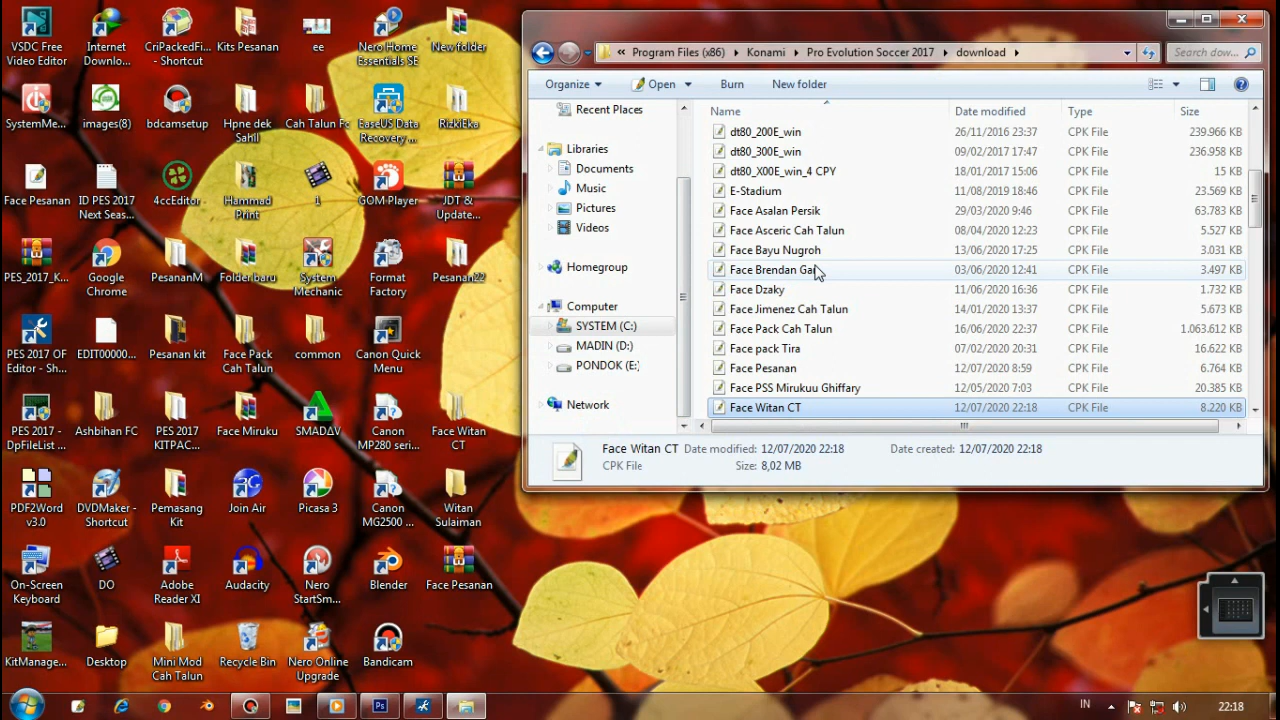 VSDC Free
Video Editor
Internet
Downlo...
CriPackedFi...
- Shortcut
Kits Pesanan
ee
Nero Home
Essentials SE
New folder
SystemMe...
images(8)
bdcamsetup
Hpne dek
Sahil
Cah Talun Fc
EaseUS Data
Recovery ...
RizkiEka
Face Pesanan
ID PES 2017
Next Seas...
4ccEditor
Hammad
Print
1
GOM Player
JDT &
Update...
PES_2017_K...
Google
Chrome
PesananM
Folder baru
System
Mechanic
Format
Factory
Pesanan22
PES 2017 OF
Editor - Sh...
EDIT00000...
Pesanan kit
Face Pack
Cah Talun
common
Canon Quick
Menu
PES 2017 -
DpFileList ...
Ashbihan FC
PES 2017
KITPAC...
Face Miruku
SMADΔV
Canon
MP280 seri...
Face Witan
CT
PDF2Word
v3.0
DVDMaker -
Shortcut
Pemasang
Kit
Join Air
Picasa 3
Canon
MG2500 ...
Witan
Sulaiman
On-Screen
Keyboard
DO
Adobe
Reader XI
Audacity
Nero
StartSm...
Blender
Face Pesanan
KitManage...
Desktop
Mini Mod
Cah Talun
Recycle Bin
Nero Online
Upgrade
Bandicam
« Program Files (x86) Konami Pro Evolution Soccer 2017 download
Search dow...
Organize Open Burn New folder
Recent Places
Libraries
Documents
Music
Pictures
Videos
Homegroup
Computer
SYSTEM (C:)
MADIN (D:)
PONDOK (E:)
Network
Name Date modified Type Size
dt80_200E_win 26/11/2016 23:37 CPK File 239.966 KB
dt80_300E_win 09/02/2017 17:47 CPK File 236.958 KB
dt80_X00E_win_4 CPY 18/01/2017 15:06 CPK File 15 KB
E-Stadium 11/08/2019 18:46 CPK File 23.569 KB
Face Asalan Persik 29/03/2020 9:46 CPK File 63.783 KB
Face Asceric Cah Talun 08/04/2020 12:23 CPK File 5.527 KB
Face Bayu Nugroh 13/06/2020 17:25 CPK File 3.031 KB
Face Brendan 03/06/2020 12:41 CPK File 3.497 KB
Face Dzaky 11/06/2020 16:36 CPK File 1.732 KB
Face Jimenez Cah Talun 14/01/2020 13:37 CPK File 5.673 KB
Face Pack Cah Talun 16/06/2020 22:37 CPK File 1.063.612 KB
Face pack Tira 07/02/2020 20:31 CPK File 16.622 KB
Face Pesanan 12/07/2020 8:59 CPK File 6.764 KB
Face PSS Mirukuu Ghiffary 12/05/2020 7:03 CPK File 20.385 KB
Face Witan CT 12/07/2020 22:18 CPK File 8.220 KB
Face Witan CT Date modified: 12/07/2020 22:18 Date created: 12/07/2020 22:18
CPK File Size: 8,02 MB
IN
22:18